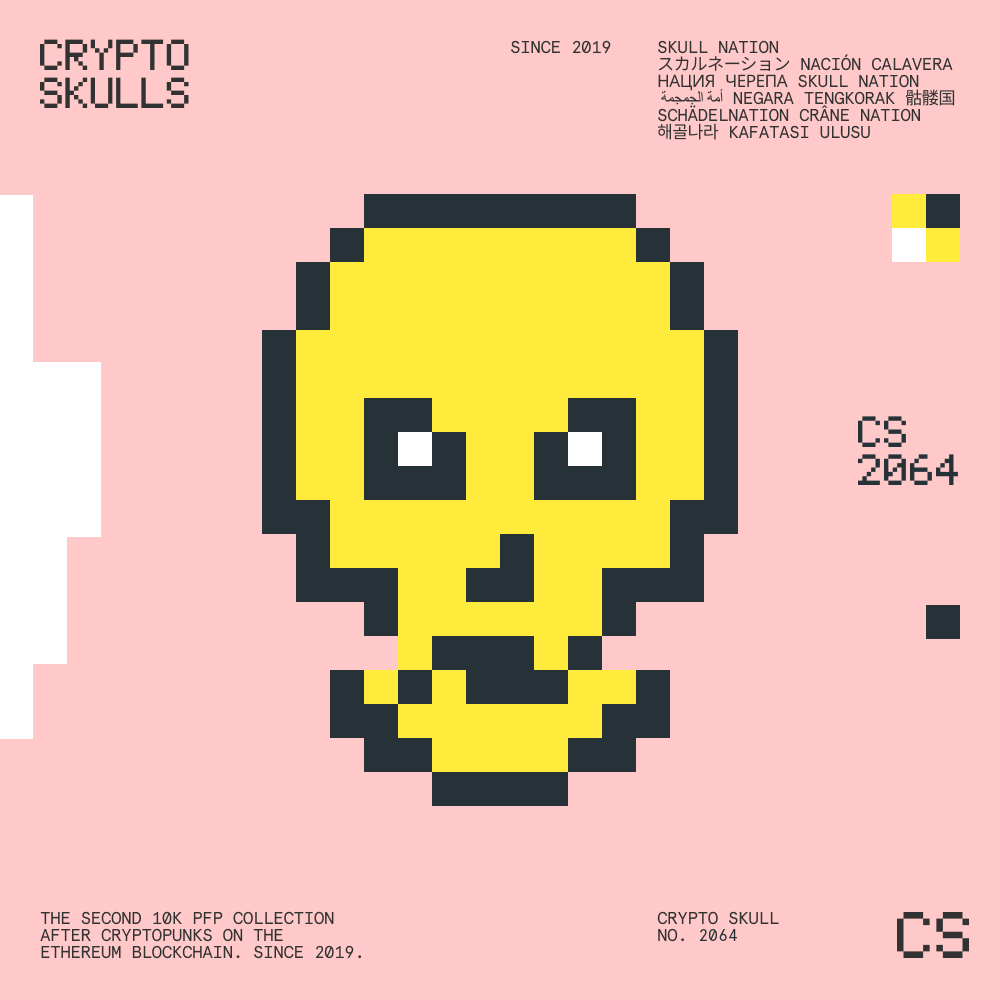 CRYPTO
SKULLS
SINCE 2019
SKULL NATION
スカルネーション NACIÓN CALAVERA
НАЦИЯ ЧЕРЕПА SKULL NATION
أمة الجمجمة NEGARA TENGKORAK 骷髅国
SCHÄDELNATION CRÂNE NATION
해골나라 KAFATASI ULUSU
CS
2064
THE SECOND 10K PFP COLLECTION
AFTER CRYPTOPUNKS ON THE
ETHEREUM BLOCKCHAIN. SINCE 2019.
CRYPTO SKULL
NO. 2064
CS